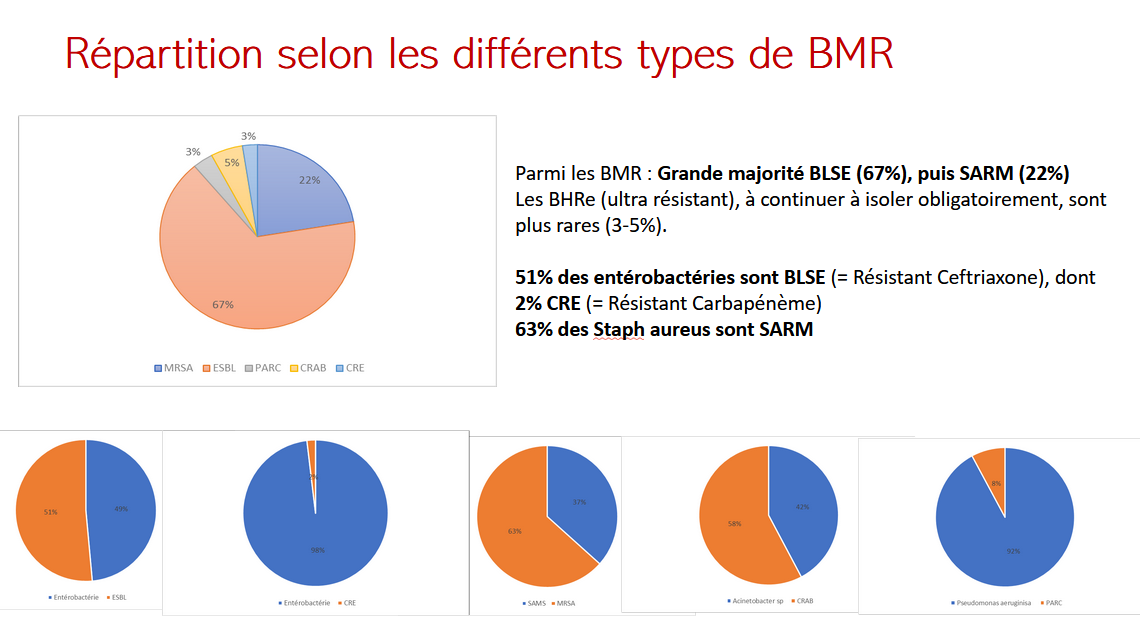 Répartition selon les différents types de BMR
3%
3%
5%
22%
67%
MRSA ESBL PARC CRAB CRE
Parmi les BMR : Grande majorité BLSE (67%), puis SARM (22%)
Les BHRe (ultra résistant), à continuer à isoler obligatoirement, sont
plus rares (3-5%).
51% des entérobactéries sont BLSE (= Résistant Ceftriaxone), dont
2% CRE (= Résistant Carbapénème)
63% des Staph aureus sont SARM
51% 49%
Entérobactérie ESBL
2%
98%
Entérobactérie CRE
37%
63%
SAMS MRSA
42%
58%
Acinetobacter sp CRAB
8%
92%
Pseudomonas aeruginisa PARC